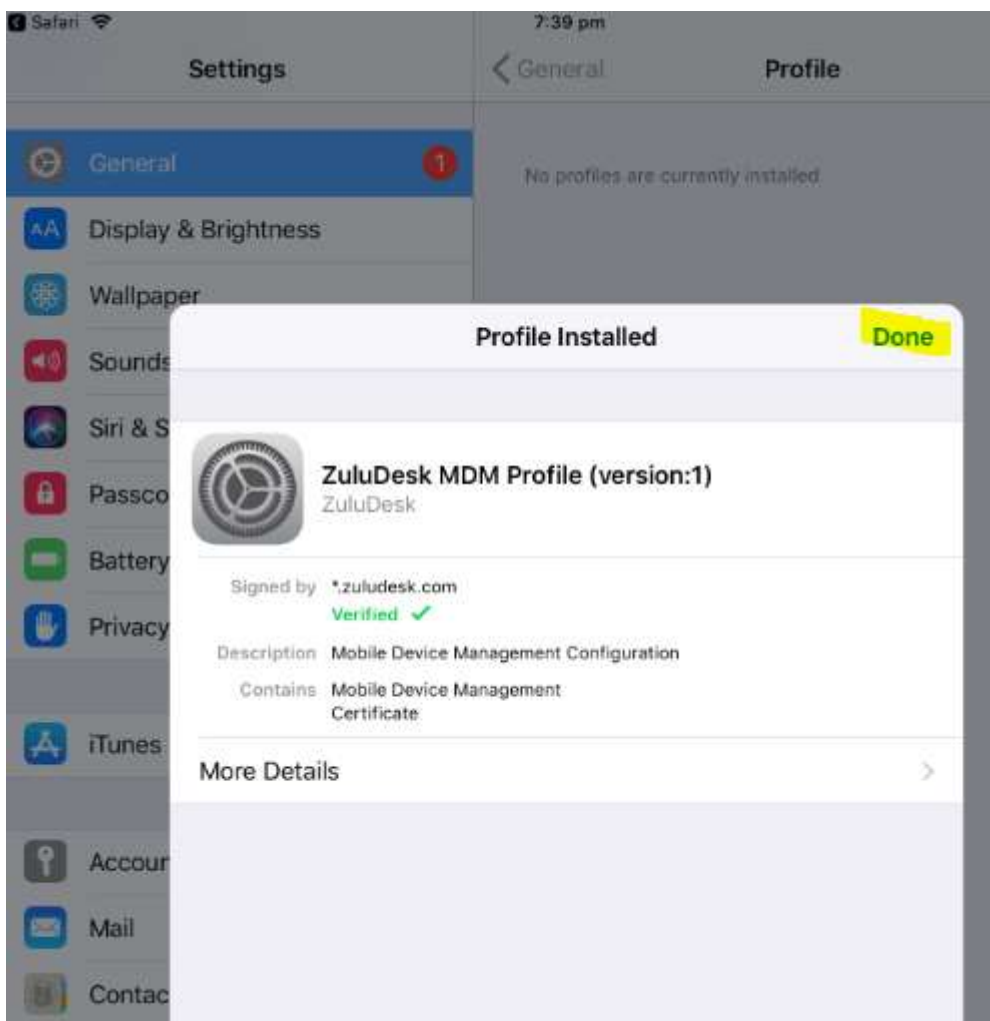 Safari
7:39 pm
Settings
General
Profile
General
1
No profiles are currently installed
AA
Display & Brightness
Wallpaper
Profile Installed
Done
Sounds
Siri & S
ZuluDesk MDM Profile (version:1)
ZuluDesk
Passco
Battery
Signed by *.zuludesk.com
Verified ✓
Privacy
Description Mobile Device Management Configuration
Contains Mobile Device Management
Certificate
iTunes
More Details
Accour
Mail
Contac